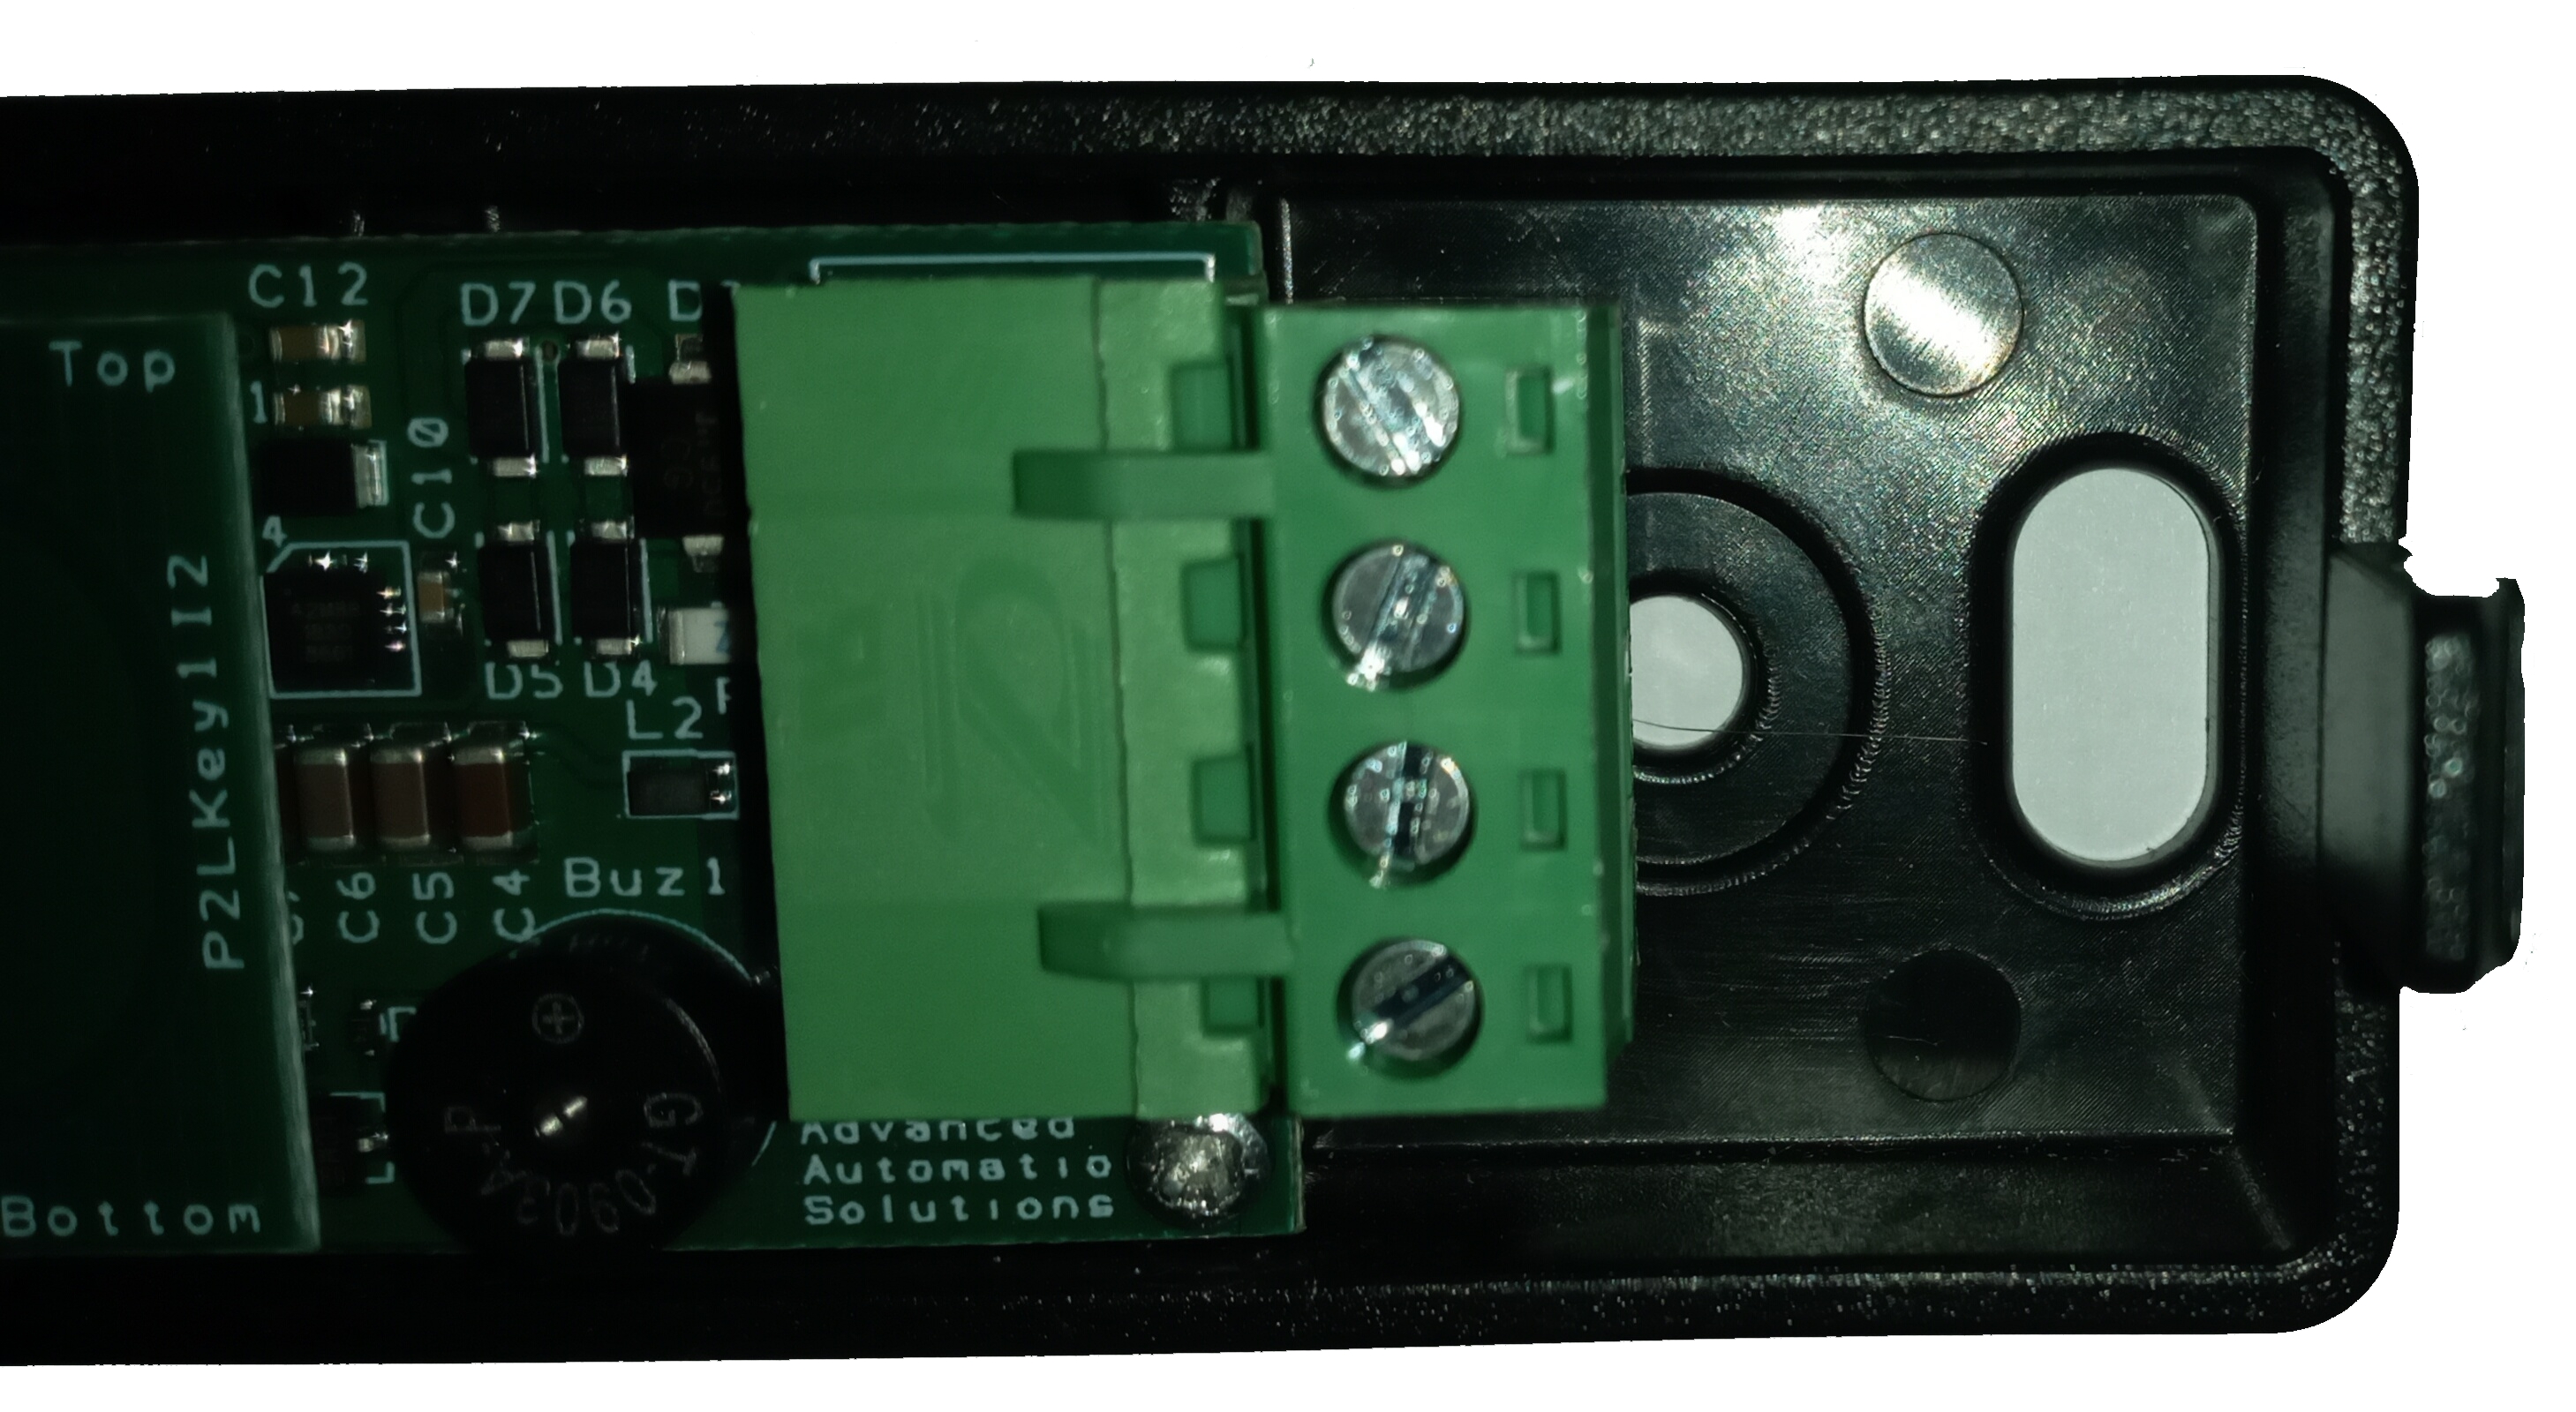 C12
D7
D6
Top
1
C10
4
P2LKey1I2
D5
D4
L2
C6
C5
C4
Buz1
GT-0903A
P
Advanced
Automatic
Solutions
Bottom